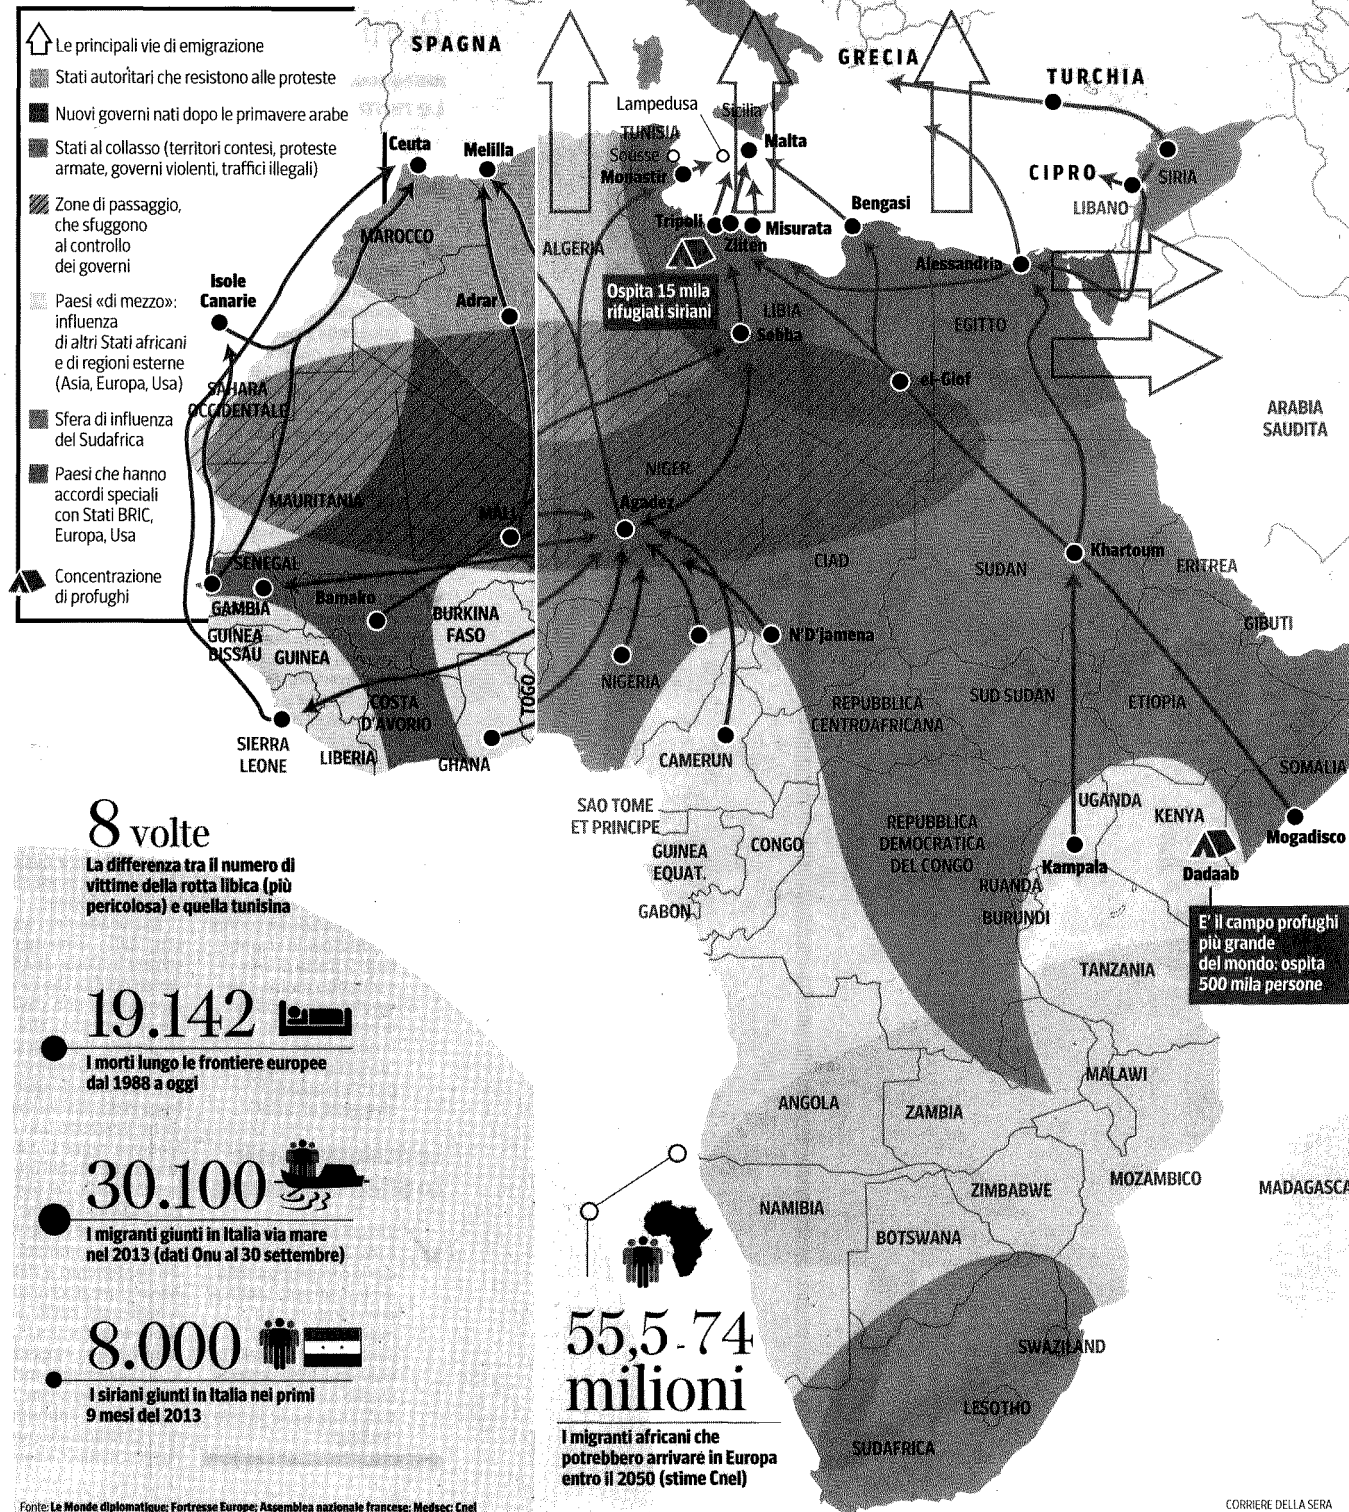 Le principali vie di emigrazione
Stati autoritari che resistono alle proteste
Nuovi governi nati dopo le primavere arabe
Stati al collasso (territori contesi, proteste
armate, governi violenti, traffici illegali)
Zone di passaggio,
che sfuggono
al controllo
dei governi
Paesi «di mezzo»:
influenza
di altri Stati africani
e di regioni esterne
(Asia, Europa, Usa)
Sfera di influenza
del Sudafrica
Paesi che hanno
accordi speciali
con Stati BRIC,
Europa, Usa
Concentrazione
di profughi
SPAGNA
GRECIA
TURCHIA
Lampedusa
Sicilia
TUNISIA
Sousse
Monastir
Malta
Ceuta
Melilla
CIPRO
SIRIA
LIBANO
Bengasi
Tripoli
Zliten
Misurata
MAROCCO
ALGERIA
Alessandria
Isole
Canarie
Adrar
Ospita 15 mila
rifugiati siriani
LIBIA
Sebha
EGITTO
el-Giof
SAHARA
OCCIDENTALE
ARABIA
SAUDITA
NIGER
Agadez
MAURITANIA
MALI
Khartoum
CIAD
SUDAN
ERITREA
SENEGAL
GAMBIA
Bamako
BURKINA
FASO
GUINEA
BISSAU
GUINEA
N'D'jamena
GIBUTI
NIGERIA
TOGO
COSTA
D'AVORIO
REPUBBLICA
CENTROAFRICANA
SUD SUDAN
ETIOPIA
SIERRA
LEONE
LIBERIA
GHANA
CAMERUN
SOMALIA
SAO TOME
ET PRINCIPE
GUINEA
EQUAT.
CONGO
GABON
REPUBBLICA
DEMOCRATICA
DEL CONGO
UGANDA
KENYA
Mogadisco
Kampala
Dadaab
RUANDA
BURUNDI
E' il campo profughi
più grande
del mondo: ospita
500 mila persone
TANZANIA
MALAWI
ANGOLA
ZAMBIA
MOZAMBICO
ZIMBABWE
NAMIBIA
BOTSWANA
MADAGASCA
SWAZILAND
LESOTHO
SUDAFRICA
8 volte
La differenza tra il numero di
vittime della rotta libica (più
pericolosa) e quella tunisina
19.142
I morti lungo le frontiere europee
dal 1988 a oggi
30.100
I migranti giunti in Italia via mare
nel 2013 (dati Onu al 30 settembre)
8.000
I siriani giunti in Italia nei primi
9 mesi del 2013
55,5-74
milioni
I migranti africani che
potrebbero arrivare in Europa
entro il 2050 (stime Cnel)
Fonte: Le Monde diplomatique; Fortresse Europe; Assemblea nazionale francese; Medsec; Cnel
CORRIERE DELLA SERA